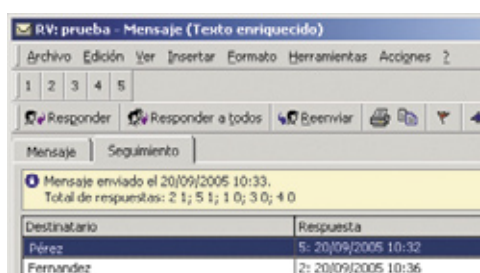 RV: prueba - Mensaje (Texto enriquecido)
Archivo Edición Ver Insertar Formato Herramientas Acciones ?
1 2 3 4 5
Responder Responder a todos Reenviar
Mensaje Seguimiento
Mensaje enviado el 20/09/2005 10:33.
Total de respuestas: 2 1; 5 1; 1 0; 3 0; 4 0
Destinatario Respuesta
Pérez 5: 20/09/2005 10:32
Fernandez 2: 20/09/2005 10:36